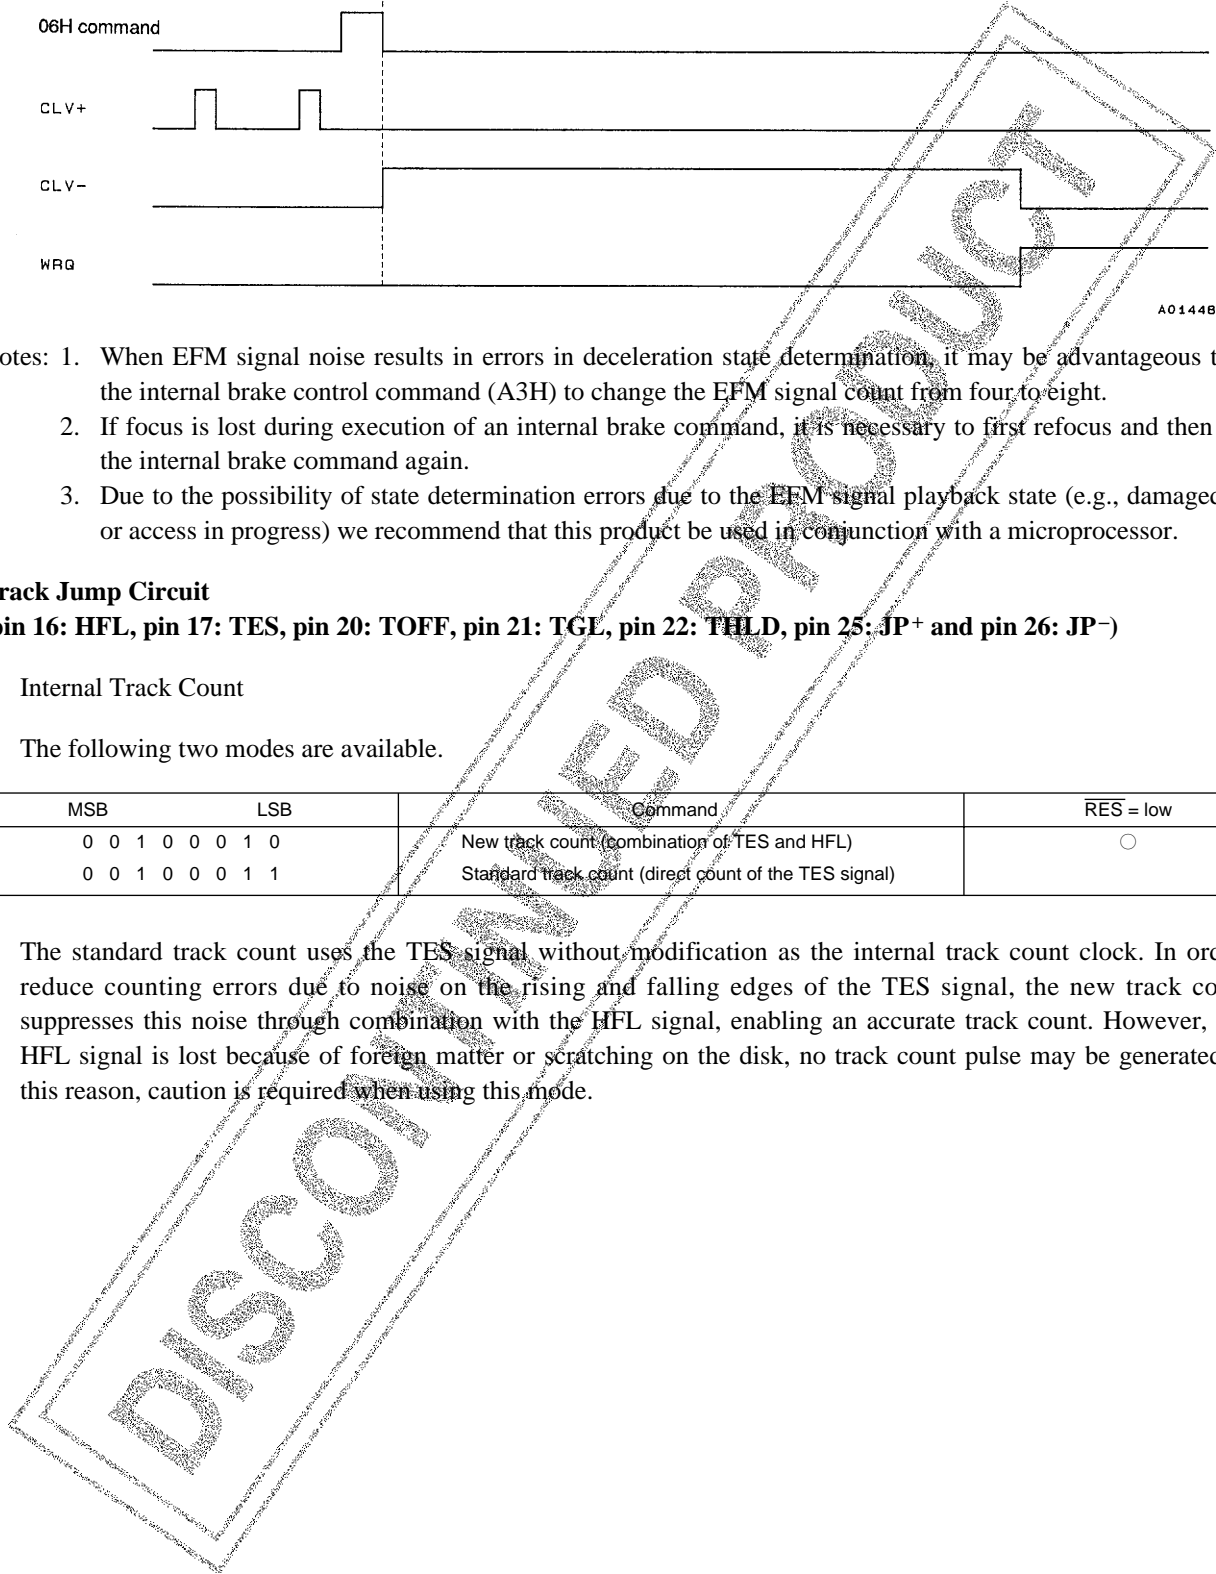 06H command
CLV+
CLV-
WRQ
A01448
otes: 1. When EFM signal noise results in errors in deceleration state determination, it may be advantageous t
the internal brake control command (A3H) to change the EFM signal count from four to eight.
2. If focus is lost during execution of an internal brake command, it is necessary to first refocus and then
the internal brake command again.
3. Due to the possibility of state determination errors due to the EFM signal playback state (e.g., damaged
or access in progress) we recommend that this product be used in conjunction with a microprocessor.
rack Jump Circuit
pin 16: HFL, pin 17: TES, pin 20: TOFF, pin 21: TGL, pin 22: THLD, pin 25: JP+ and pin 26: JP−)
Internal Track Count
The following two modes are available.
MSB LSB Command RES = low
0 0 1 0 0 0 1 0 New track count (combination of TES and HFL) ○
0 0 1 0 0 0 1 1 Standard track count (direct count of the TES signal)
The standard track count uses the TES signal without modification as the internal track count clock. In ord
reduce counting errors due to noise on the rising and falling edges of the TES signal, the new track co
suppresses this noise through combination with the HFL signal, enabling an accurate track count. However,
HFL signal is lost because of foreign matter or scratching on the disk, no track count pulse may be generated
this reason, caution is required when using this mode.
DISCONTINUED PRODUCT